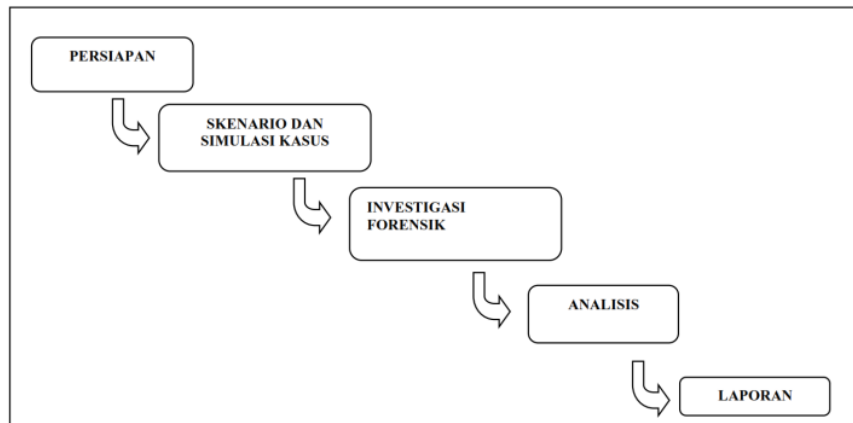 PERSIAPAN
SKENARIO DAN
SIMULASI KASUS
INVESTIGASI
FORENSIK
ANALISIS
LAPORAN